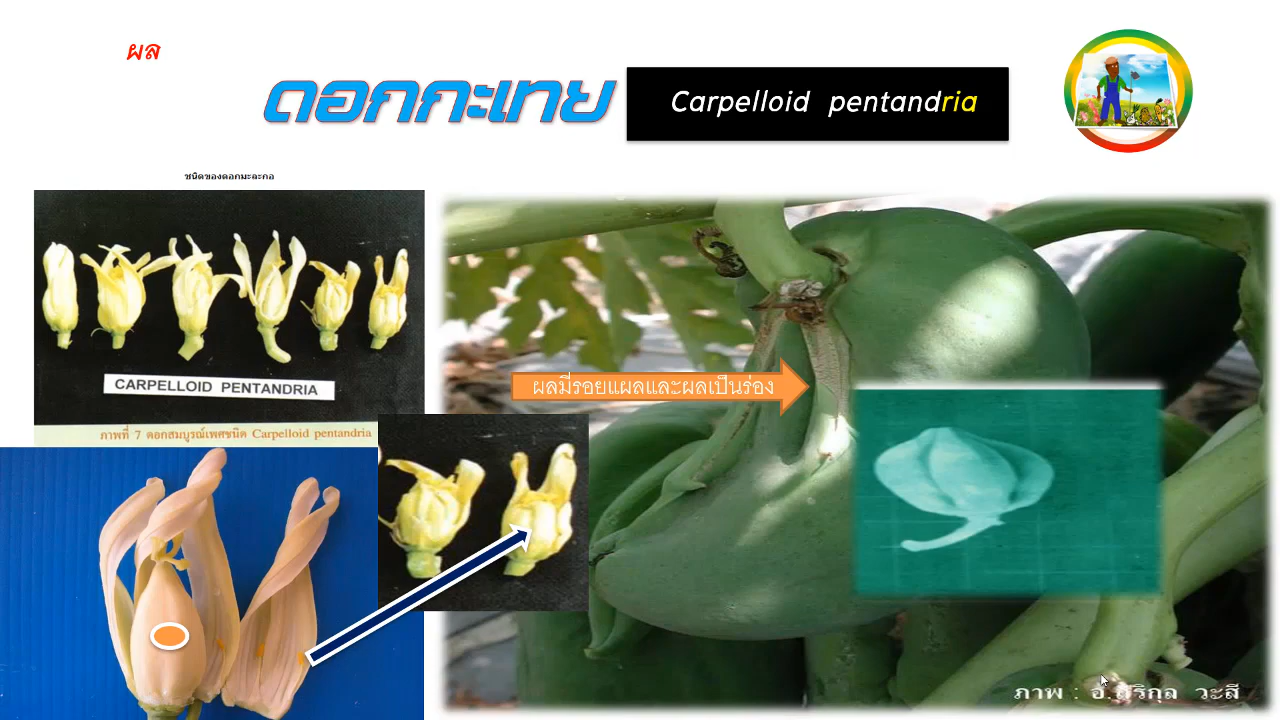 ผล
ดอกกะเทย
Carpelloid pentandria
ชนิดของดอกมะละกอ
CARPELLOID PENTANDRIA
ภาพที่ 7 ดอกสมบูรณ์เพศชนิด Carpelloid pentandria
ผลมีรอยแผลและผลเป็นร่อง
ภาพ : อ.สิริกุล วะสี